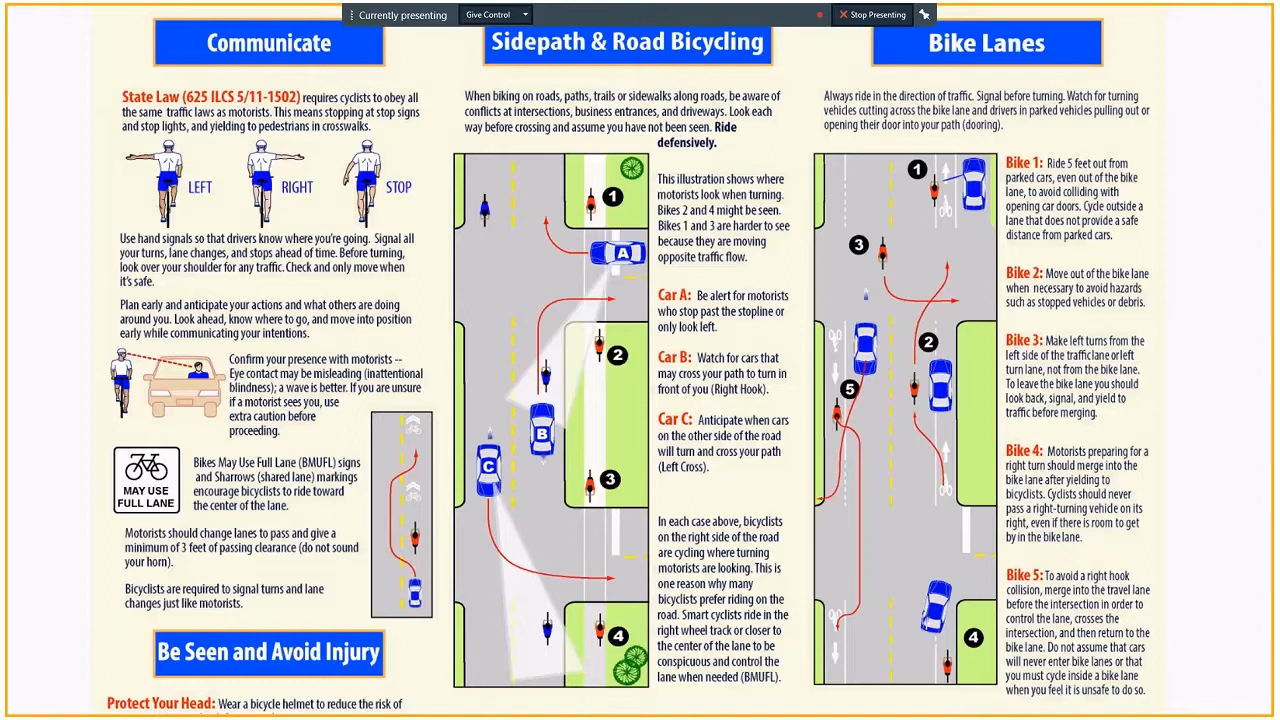 Currently presenting
Give Control
Stop Presenting
Communicate
State Law (625 ILCS 5/11-1502) requires cyclists to obey all
the same traffic laws as motorists. This means stopping at stop signs
and stop lights, and yielding to pedestrians in crosswalks.
LEFT
RIGHT
STOP
Use hand signals so that drivers know where you're going. Signal all
your turns, lane changes, and stops ahead of time. Before turning,
look over your shoulder for any traffic. Check and only move when
it's safe.
Plan early and anticipate your actions and what others are doing
around you. Look ahead, know where to go, and move into position
early while communicating your intentions.
Confirm your presence with motorists --
Eye contact may be misleading (inattentional
blindness); a wave is better. If you are unsure
if a motorist sees you, use
extra caution before
proceeding.
MAY USE
FULL LANE
Bikes May Use Full Lane (BMUFL) signs
and Sharrows (shared lane) markings
encourage bicyclists to ride toward
the center of the lane.
Motorists should change lanes to pass and give a
minimum of 3 feet of passing clearance (do not sound
your horn).
Bicyclists are required to signal turns and lane
changes just like motorists.
Be Seen and Avoid Injury
Protect Your Head: Wear a bicycle helmet to reduce the risk of
Sidepath & Road Bicycling
When biking on roads, paths, trails or sidewalks along roads, be aware of
conflicts at intersections, business entrances, and driveways. Look each
way before crossing and assume you have not been seen. Ride
defensively.
1
A
2
B
C
3
4
This illustration shows where
motorists look when turning.
Bikes 2 and 4 might be seen.
Bikes 1 and 3 are harder to see
because they are moving
opposite traffic flow.
Car A: Be alert for motorists
who stop past the stopline or
only look left.
Car B: Watch for cars that
may cross your path to turn in
front of you (Right Hook).
Car C: Anticipate when cars
on the other side of the road
will turn and cross your path
(Left Cross).
In each case above, bicyclists
on the right side of the road
are cycling where turning
motorists are looking. This is
one reason why many
bicyclists prefer riding on the
road. Smart cyclists ride in the
right wheel track or closer to
the center of the lane to be
conspicuous and control the
lane when needed (BMUFL).
Bike Lanes
Always ride in the direction of traffic. Signal before turning. Watch for turning
vehicles cutting across the bike lane and drivers in parked vehicles pulling out or
opening their door into your path (dooring).
1
3
2
5
4
Bike 1: Ride 5 feet out from
parked cars, even out of the bike
lane, to avoid colliding with
opening car doors. Cycle outside a
lane that does not provide a safe
distance from parked cars.
Bike 2: Move out of the bike lane
when necessary to avoid hazards
such as stopped vehicles or debris.
Bike 3: Make left turns from the
left side of the traffic lane or left
turn lane, not from the bike lane.
To leave the bike lane you should
look back, signal, and yield to
traffic before merging.
Bike 4: Motorists preparing for a
right turn should merge into the
bike lane after yielding to
bicyclists. Cyclists should never
pass a right-turning vehicle on its
right, even if there is room to get
by in the bike lane.
Bike 5: To avoid a right hook
collision, merge into the travel lane
before the intersection in order to
control the lane, crosses the
intersection, and then return to the
bike lane. Do not assume that cars
will never enter bike lanes or that
you must cycle inside a bike lane
when you feel it is unsafe to do so.